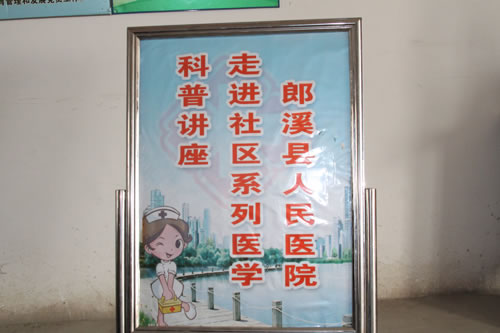 郎溪县人民医院
走进社区系列医学
科普讲座